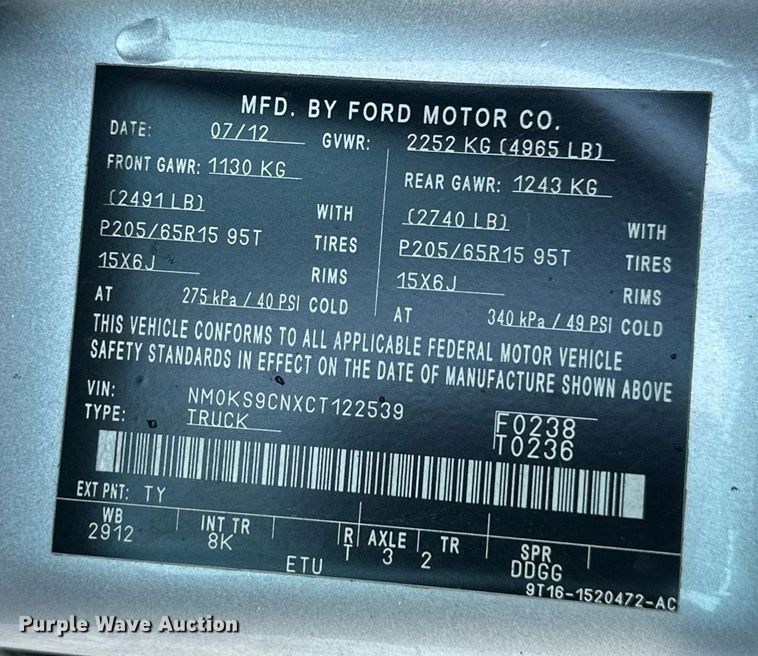 MFD. BY FORD MOTOR CO.
DATE: 07/12 GVWR: 2252 KG (4965 LB)
FRONT GAWR: 1130 KG REAR GAWR: 1243 KG
(2491 LB) WITH (2740 LB) WITH
P205/65R15 95T TIRES P205/65R15 95T TIRES
15X6J RIMS 15X6J RIMS
AT 275 kPa / 40 PSI COLD AT 340 kPa / 49 PSI COLD
THIS VEHICLE CONFORMS TO ALL APPLICABLE FEDERAL MOTOR VEHICLE
SAFETY STANDARDS IN EFFECT ON THE DATE OF MANUFACTURE SHOWN ABOVE
VIN: NM0KS9CNXCT122539
TYPE: TRUCK F0238
T0236
EXT PNT: TY
WB INT TR RT AXLE TR SPR
2912 8K 3 2 DDGG
ETU
9T16-1520472-AC
Purple Wave Auction